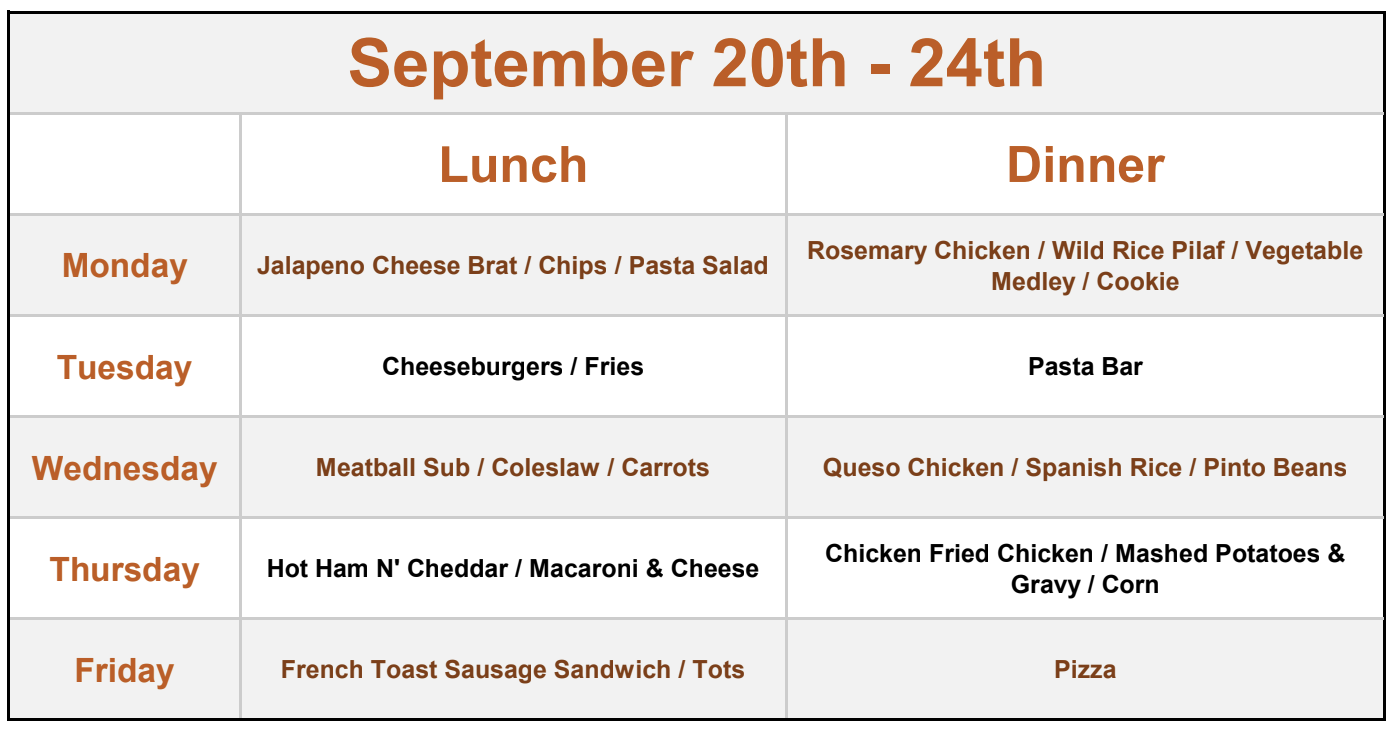 September 20th - 24th
Lunch
Dinner
Monday
Jalapeno Cheese Brat / Chips / Pasta Salad
Rosemary Chicken / Wild Rice Pilaf / Vegetable
Medley / Cookie
Tuesday
Cheeseburgers / Fries
Pasta Bar
Wednesday
Meatball Sub / Coleslaw / Carrots
Queso Chicken / Spanish Rice / Pinto Beans
Thursday
Hot Ham N' Cheddar / Macaroni & Cheese
Chicken Fried Chicken / Mashed Potatoes &
Gravy / Corn
Friday
French Toast Sausage Sandwich / Tots
Pizza